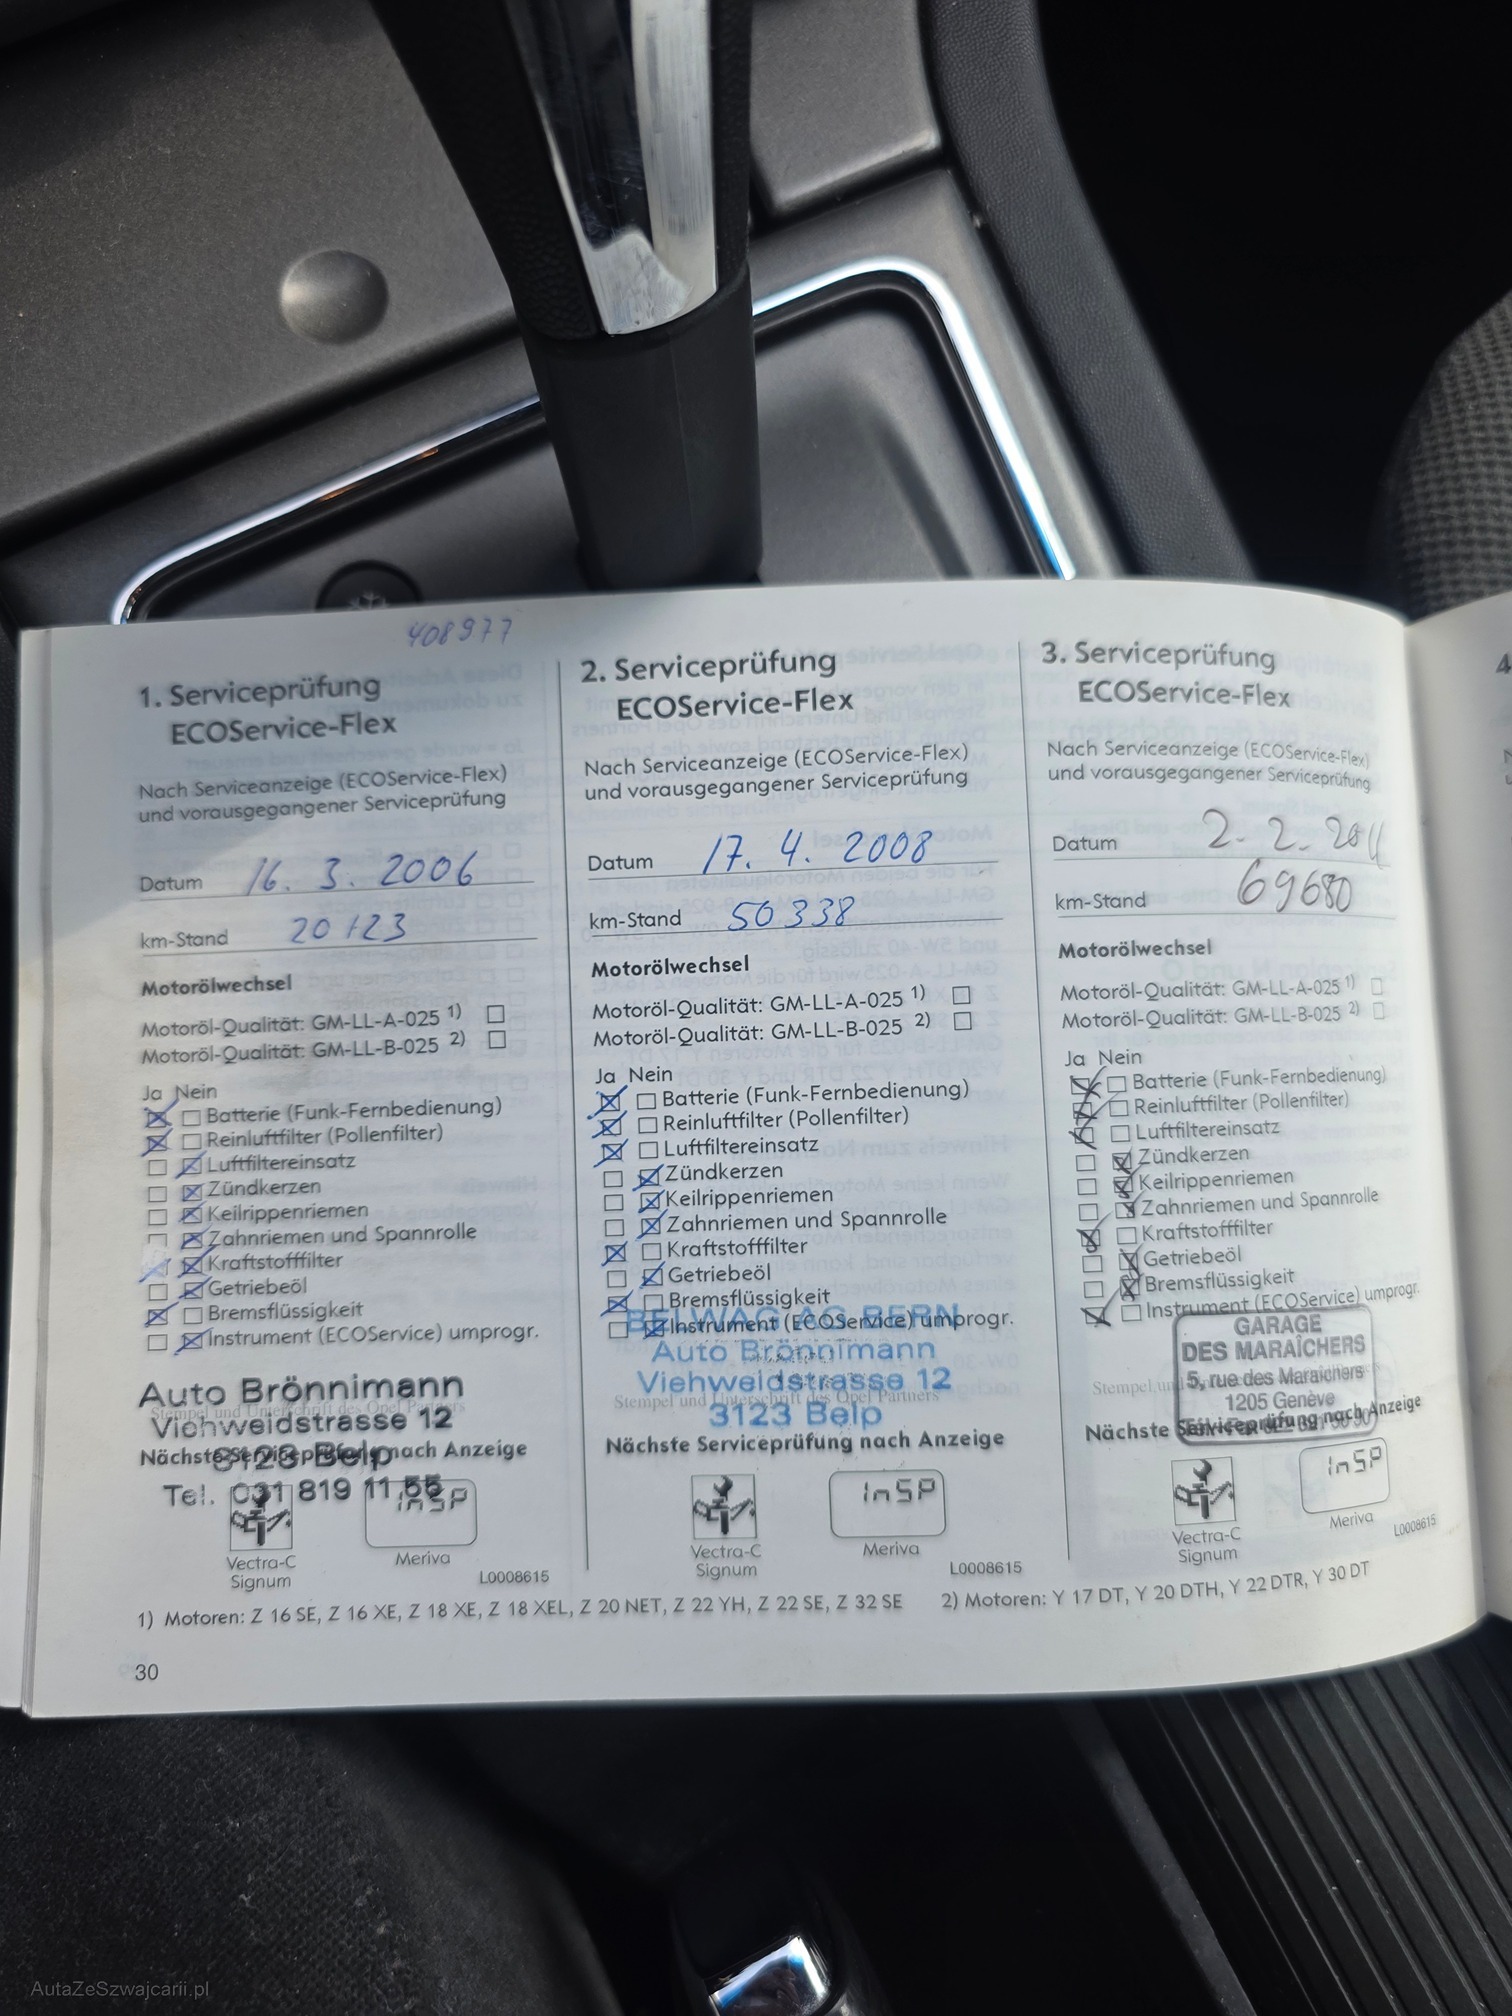 408977
1. Serviceprüfung
ECOService-Flex
Nach Serviceanzeige (ECOService-Flex)
und vorausgegangener Serviceprüfung
Datum 16. 3. 2006
km-Stand 20123
Motorölwechsel
Motoröl-Qualität: GM-LL-A-025 1)
Motoröl-Qualität: GM-LL-B-025 2)
Ja Nein
Batterie (Funk-Fernbedienung)
Reinluftfilter (Pollenfilter)
Luftfiltereinsatz
Zündkerzen
Keilrippenriemen
Zahnriemen und Spannrolle
Kraftstofffilter
Getriebeöl
Bremsflüssigkeit
Instrument (ECOService) umprogr.
Auto Brönnimann
Stempel und Unterschrift des Opel Partners
Viehweidstrasse 12
Nächste Serviceprüfung nach Anzeige
3123 Belp
Tel. 031 819 11 55
InSP
Vectra-C
Signum
Meriva
L0008615
2. Serviceprüfung
ECOService-Flex
Nach Serviceanzeige (ECOService-Flex)
und vorausgegangener Serviceprüfung
Datum 17. 4. 2008
km-Stand 50338
Motorölwechsel
Motoröl-Qualität: GM-LL-A-025 1)
Motoröl-Qualität: GM-LL-B-025 2)
Ja Nein
Batterie (Funk-Fernbedienung)
Reinluftfilter (Pollenfilter)
Luftfiltereinsatz
Zündkerzen
Keilrippenriemen
Zahnriemen und Spannrolle
Kraftstofffilter
Getriebeöl
Bremsflüssigkeit
BELWAG AG BERN
Instrument (ECOService) umprogr.
Auto Brönnimann
Viehweidstrasse 12
Stempel und Unterschrift des Opel Partners
3123 Belp
Nächste Serviceprüfung nach Anzeige
InSP
Vectra-C
Signum
Meriva
L0008615
3. Serviceprüfung
ECOService-Flex
Nach Serviceanzeige (ECOService-Flex)
und vorausgegangener Serviceprüfung
Datum 2. 2. 2011
km-Stand 69680
Motorölwechsel
Motoröl-Qualität: GM-LL-A-025 1)
Motoröl-Qualität: GM-LL-B-025 2)
Ja Nein
Batterie (Funk-Fernbedienung)
Reinluftfilter (Pollenfilter)
Luftfiltereinsatz
Zündkerzen
Keilrippenriemen
Zahnriemen und Spannrolle
Kraftstofffilter
Getriebeöl
Bremsflüssigkeit
Instrument (ECOService) umprogr.
GARAGE
DES MARAÎCHERS
5, rue des Maraîchers
Stempel und
1205 Genève
Nächste Serviceprüfung nach Anzeige
InSP
Vectra-C
Signum
Meriva
L0008615
1) Motoren: Z 16 SE, Z 16 XE, Z 18 XE, Z 18 XEL, Z 20 NET, Z 22 YH, Z 22 SE, Z 32 SE
2) Motoren: Y 17 DT, Y 20 DTH, Y 22 DTR, Y 30 DT
30
AutaZeSzwajcarii.pl